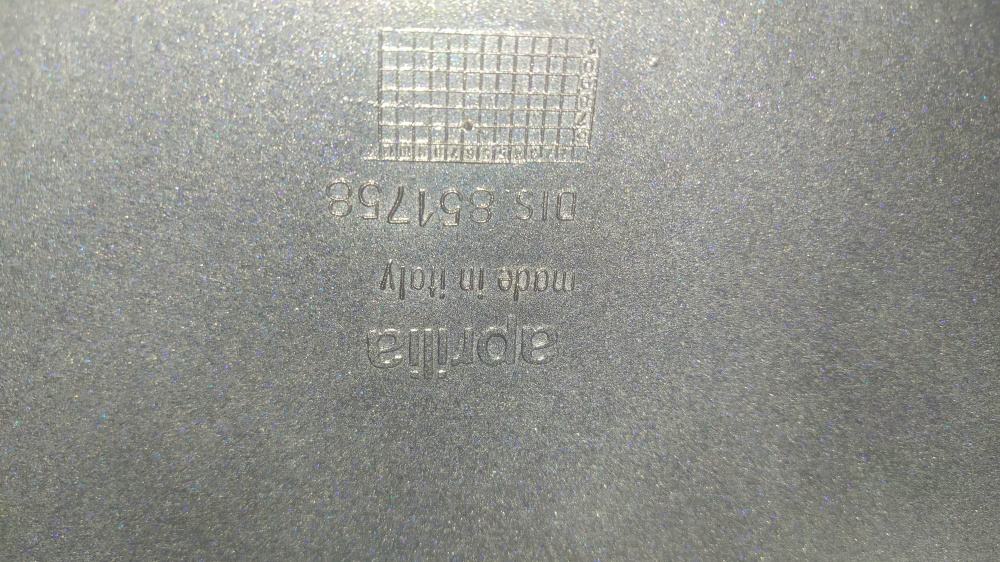 aprilia
made in italy
DIS. 851758